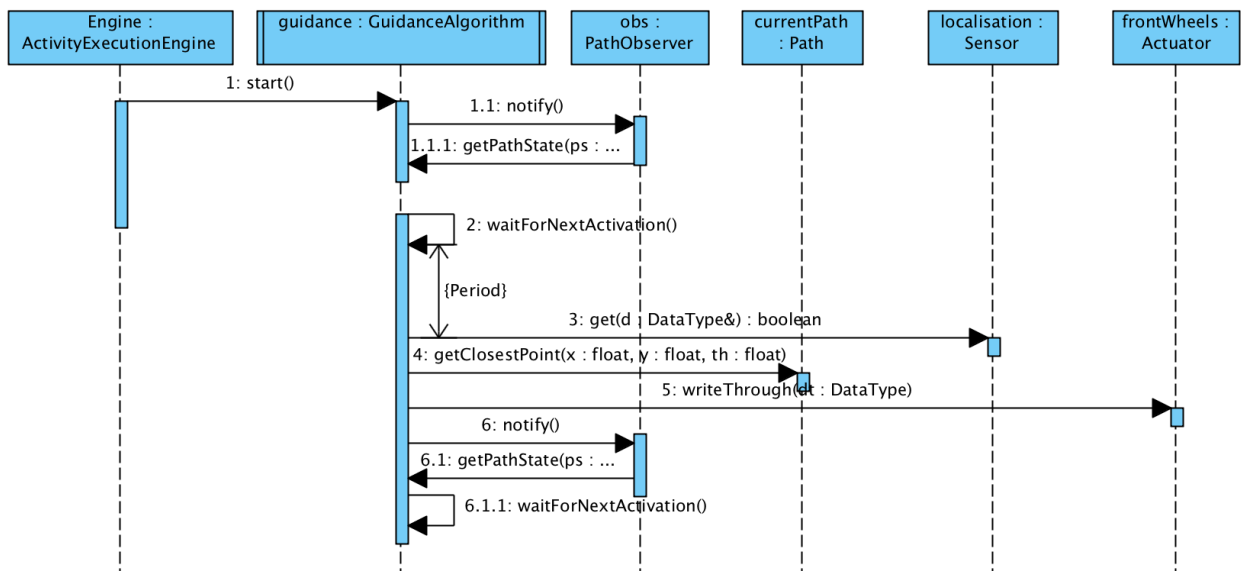 Engine :
ActivityExecutionEngine
guidance : GuidanceAlgorithm
obs :
PathObserver
currentPath
: Path
localisation :
Sensor
frontWheels :
Actuator
1: start()
1.1: notify()
1.1.1: getPathState(ps : ...
2: waitForNextActivation()
{Period}
3: get(d : DataType&) : boolean
4: getClosestPoint(x : float, y : float, th : float)
5: writeThrough(dt : DataType)
6: notify()
6.1: getPathState(ps : ...
6.1.1: waitForNextActivation()